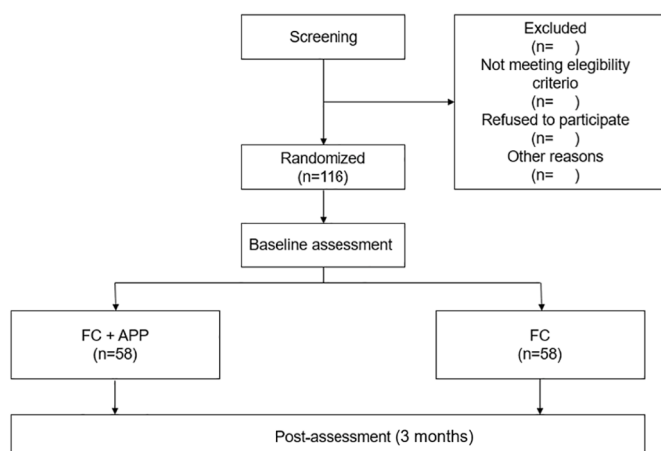 Screening
Excluded
(n= )
Not meeting elegibility
criterio
(n= )
Refused to participate
(n= )
Other reasons
(n= )
Randomized
(n=116)
Baseline assessment
FC + APP
(n=58)
FC
(n=58)
Post-assessment (3 months)